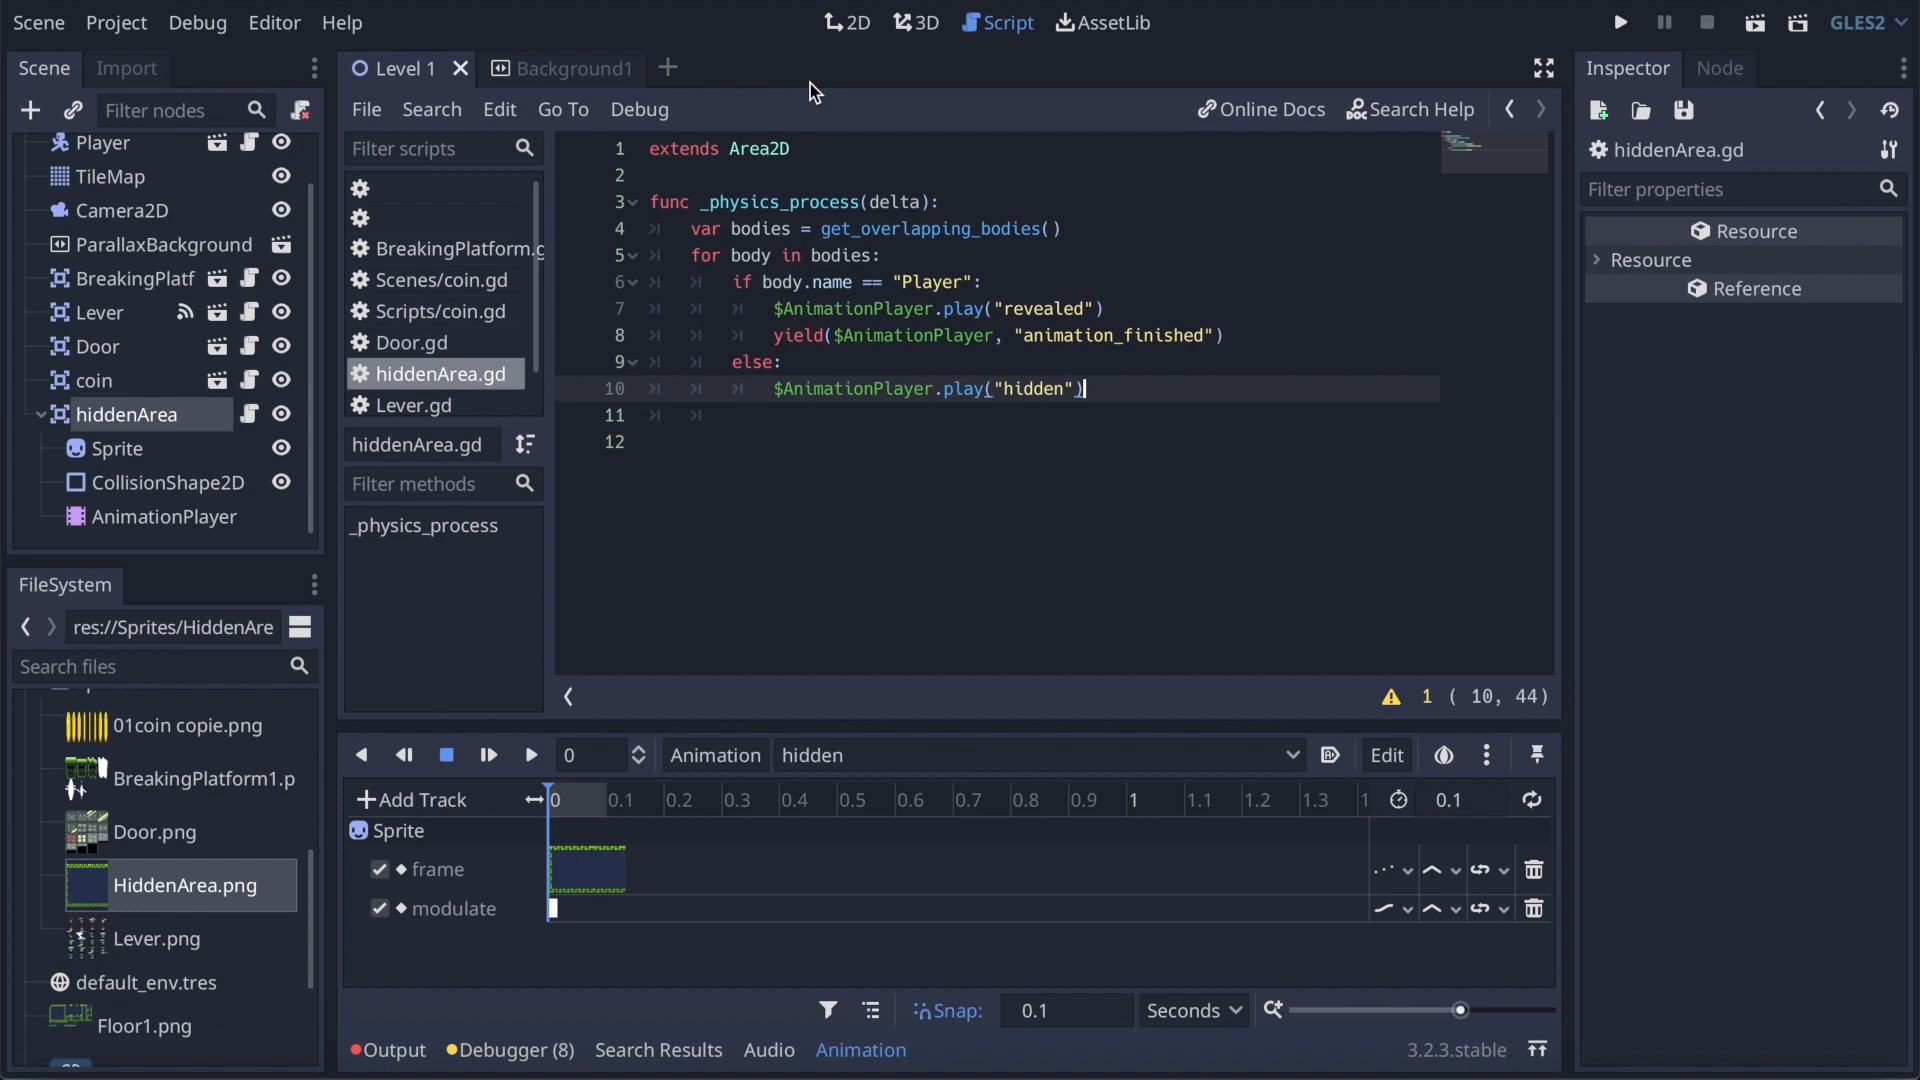 Scene Project Debug Editor Help
2D 3D Script AssetLib
GLES2
Scene Import
Filter nodes
Player
TileMap
Camera2D
ParallaxBackground
BreakingPlatf
Lever
Door
coin
hiddenArea
Sprite
CollisionShape2D
AnimationPlayer
FileSystem
res://Sprites/HiddenAre
Search files
01coin copie.png
BreakingPlatform1.p
Door.png
HiddenArea.png
Lever.png
default_env.tres
Floor1.png
Level 1 Background1
File Search Edit Go To Debug
Online Docs Search Help
Filter scripts
BreakingPlatform.g
Scenes/coin.gd
Scripts/coin.gd
Door.gd
hiddenArea.gd
Lever.gd
hiddenArea.gd
Filter methods
_physics_process
1 extends Area2D
2
3 func _physics_process(delta):
4 var bodies = get_overlapping_bodies()
5 for body in bodies:
6 if body.name == "Player":
7 $AnimationPlayer.play("revealed")
8 yield($AnimationPlayer, "animation_finished")
9 else:
10 $AnimationPlayer.play("hidden")
11
12
1 ( 10, 44)
0 Animation hidden Edit
Add Track 0 0.1 0.2 0.3 0.4 0.5 0.6 0.7 0.8 0.9 1 1.1 1.2 1.3 1 0.1
Sprite
frame
modulate
Snap: 0.1 Seconds
Output Debugger (8) Search Results Audio Animation 3.2.3.stable
Inspector Node
hiddenArea.gd
Filter properties
Resource
Resource
Reference